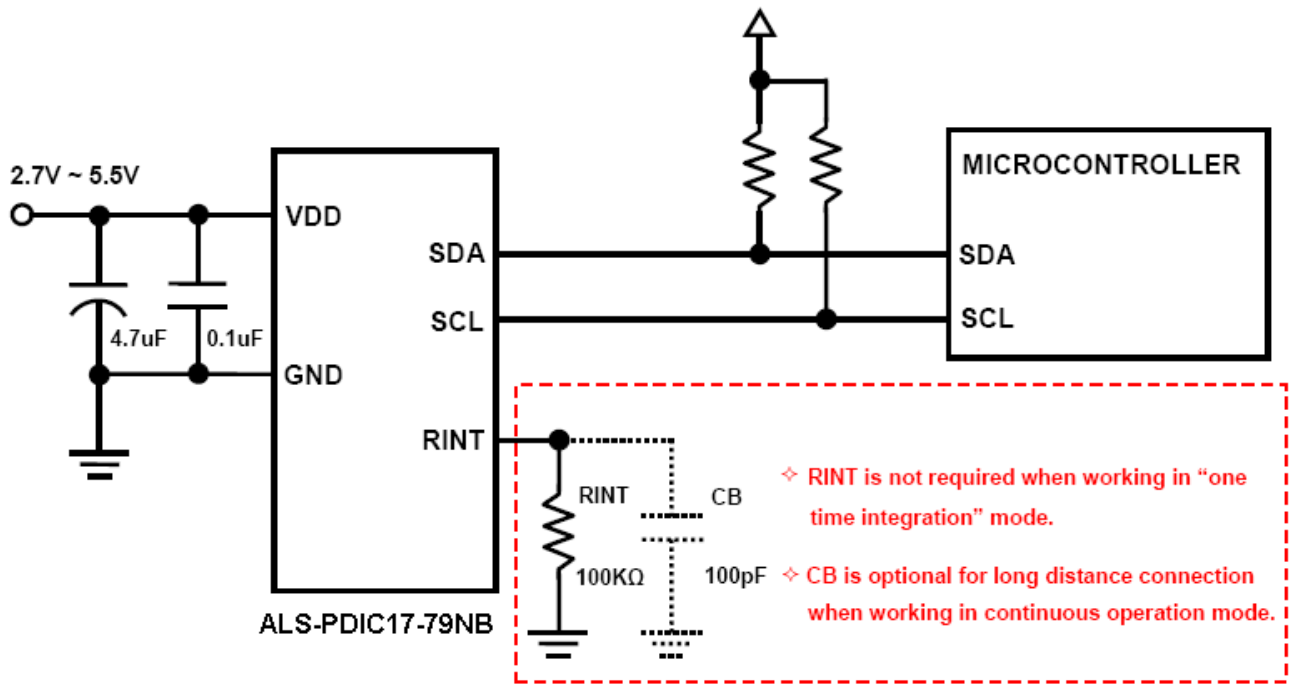 2.7V ~ 5.5V
VDD
4.7uF
0.1uF
GND
SDA
SCL
RINT
ALS-PDIC17-79NB
MICROCONTROLLER
SDA
SCL
RINT
100KΩ
CB
100pF
✧ RINT is not required when working in “one
time integration” mode.
✧ CB is optional for long distance connection
when working in continuous operation mode.